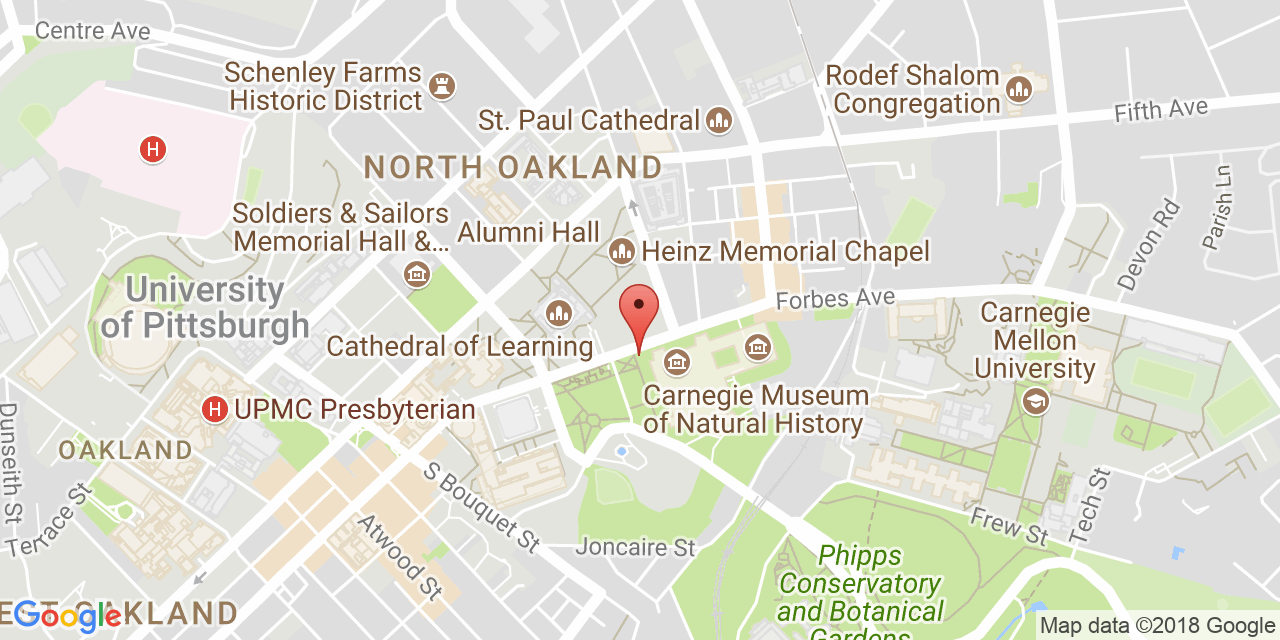 Centre Ave
Schenley Farms
Historic District
St. Paul Cathedral
Rodef Shalom
Congregation
Fifth Ave
H
NORTH OAKLAND
Parish Ln
Devon Rd
Soldiers & Sailors
Memorial Hall &...
Alumni Hall
Heinz Memorial Chapel
University
of Pittsburgh
Forbes Ave
Cathedral of Learning
Carnegie
Mellon
University
Carnegie Museum
of Natural History
H
UPMC Presbyterian
OAKLAND
Dunseith St
Terrace St
S Bouquet St
Atwood St
Joncaire St
Frew St
Tech St
Phipps
Conservatory
and Botanical
Gardens
EST OAKLAND
Google
Map data ©2018 Google